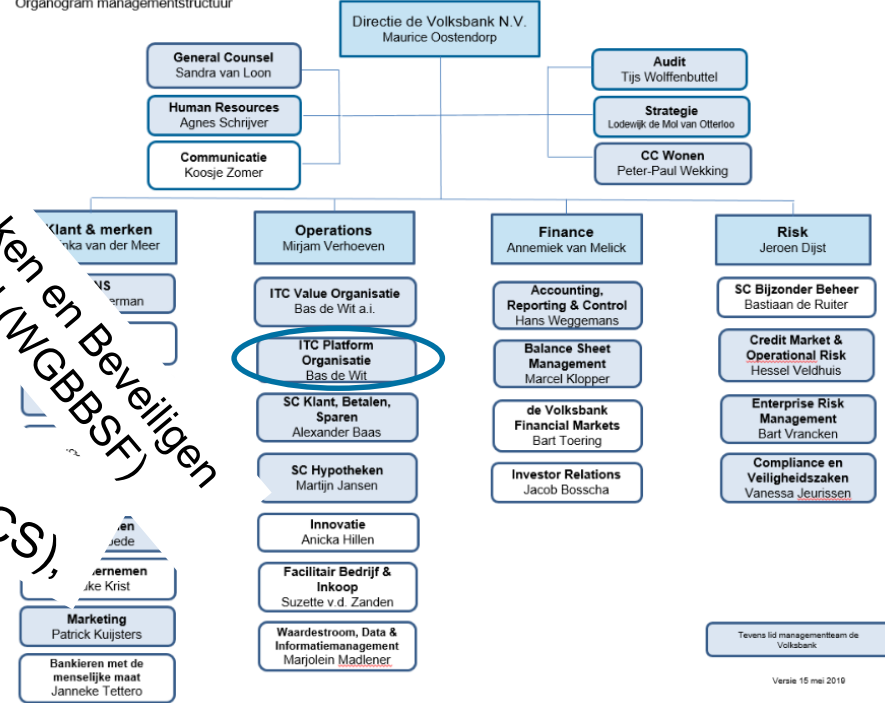 Organogram managementstructuur
Directie de Volksbank N.V.
Maurice Oostendorp
General Counsel
Sandra van Loon
Human Resources
Agnes Schrijver
Communicatie
Koosje Zomer
Audit
Tijs Wolffenbuttel
Strategie
Lodewijk de Mol van Otterloo
CC Wonen
Peter-Paul Wekking
Klant & merken
van der Meer
Marketing
Patrick Kuijsters
Bankieren met de
menselijke maat
Janneke Tettero
Operations
Mirjam Verhoeven
ITC Value Organisatie
Bas de Wit a.i.
ITC Platform
Organisatie
Bas de Wit
SC Klant, Betalen,
Sparen
Alexander Baas
SC Hypotheken
Martijn Jansen
Innovatie
Anicka Hillen
Facilitair Bedrijf &
Inkoop
Suzette v.d. Zanden
Waardestroom, Data &
Informatiemanagement
Marjolein Madlener
Finance
Annemiek van Melick
Accounting,
Reporting & Control
Hans Weggemans
Balance Sheet
Management
Marcel Klopper
de Volksbank
Financial Markets
Bart Toering
Investor Relations
Jacob Bosscha
Risk
Jeroen Dijst
SC Bijzonder Beheer
Bastiaan de Ruiter
Credit Market &
Operational Risk
Hessel Veldhuis
Enterprise Risk
Management
Bart Vrancken
Compliance en
Veiligheidszaken
Vanessa Jeurissen
Tevens lid managementteam de
Volksbank
Versie 15 mei 2019
en Beveiligen
(WGBBSF)
CS),
Krist